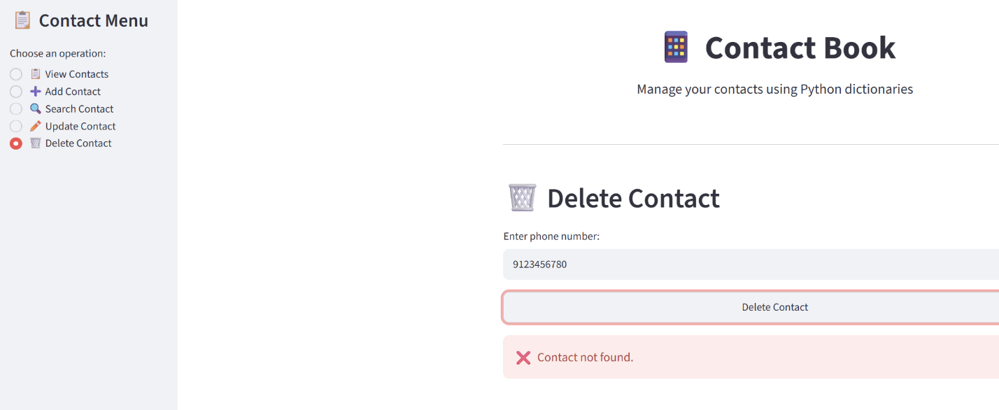 Contact Menu
Choose an operation:
View Contacts
Add Contact
Search Contact
Update Contact
Delete Contact
Contact Book
Manage your contacts using Python dictionaries
Delete Contact
Enter phone number:
9123456780
Delete Contact
Contact not found.